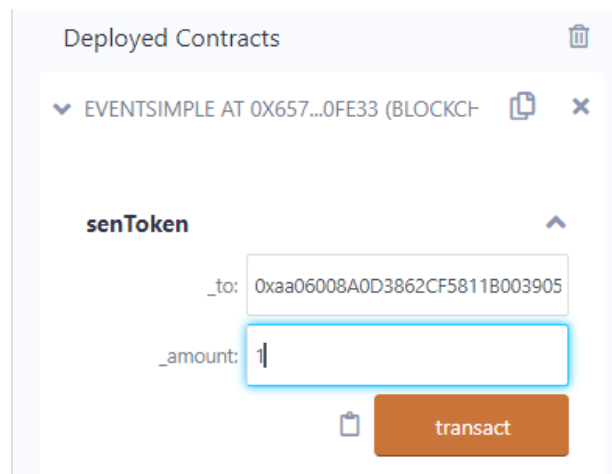 Deployed Contracts
EVENTSIMPLE AT 0X657...0FE33 (BLOCKCH
senToken
_to: 0xaa06008A0D3862CF5811B003905
_amount: 1
transact